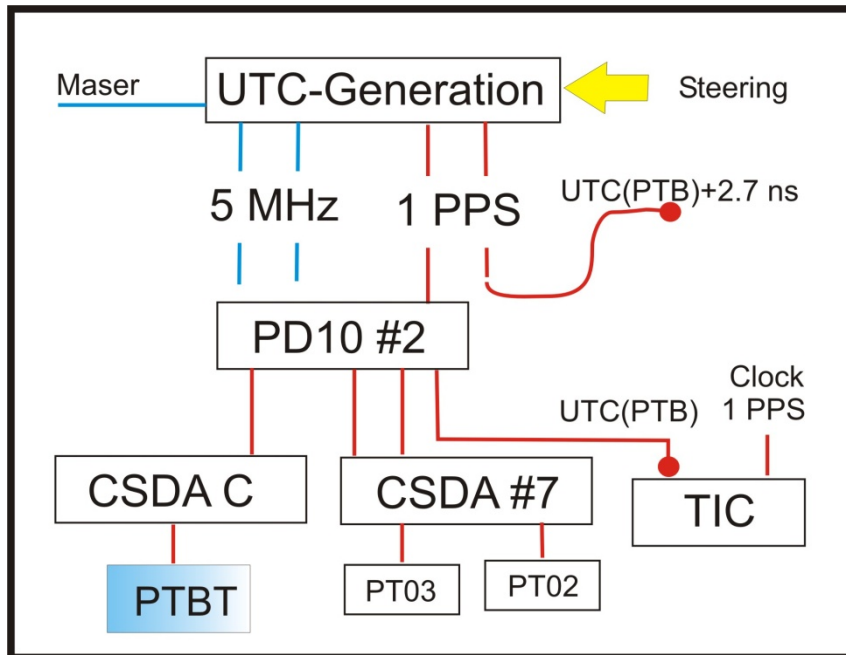 Maser
UTC-Generation
Steering
5 MHz
1 PPS
UTC(PTB)+2.7 ns
PD10 #2
UTC(PTB)
Clock
1 PPS
CSDA C
CSDA #7
TIC
PTBT
PT03
PT02